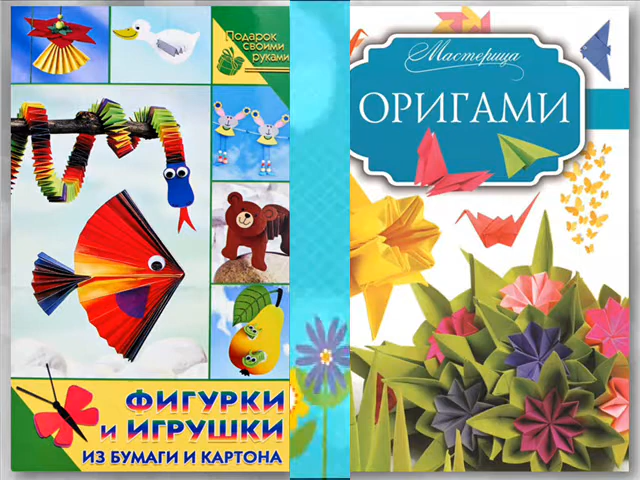 Подарок
своими
руками
ФИГУРКИ
и ИГРУШКИ
ИЗ БУМАГИ И КАРТОНА
Мастерица
ОРИГАМИ